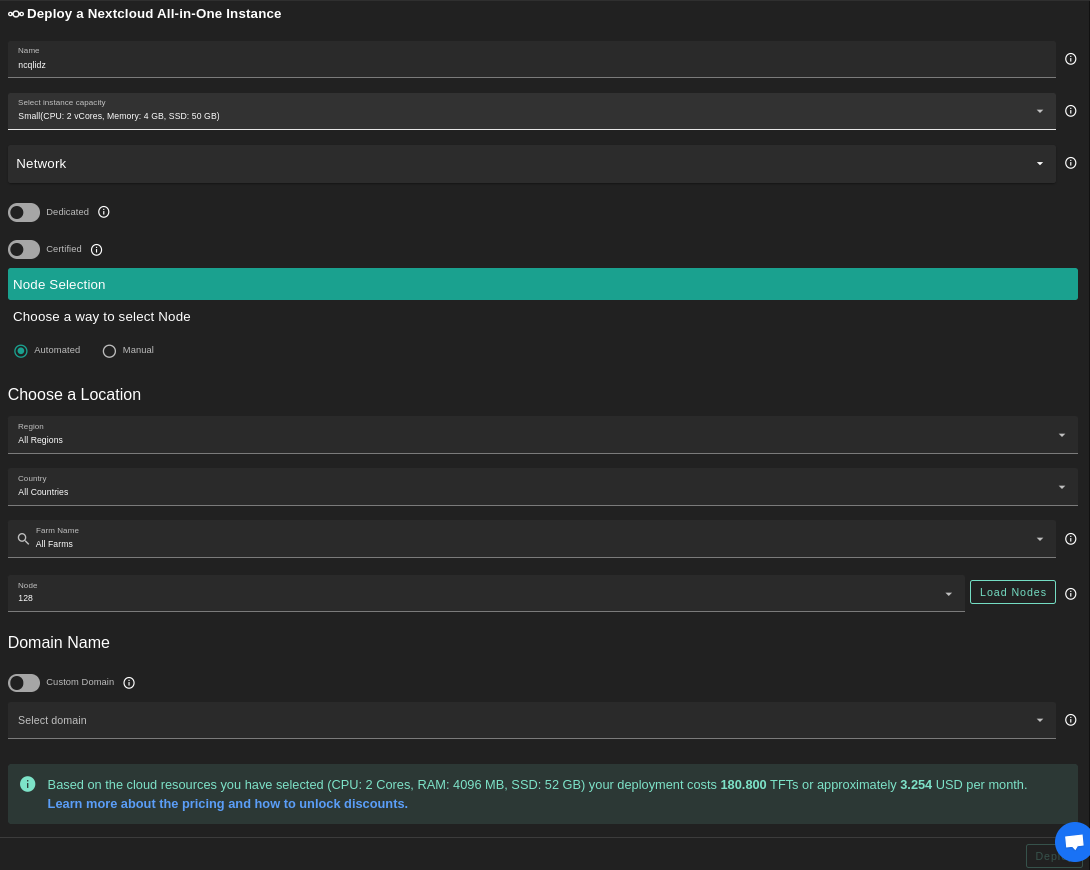 Deploy a Nextcloud All-in-One Instance
Name
ncqlidz
Select instance capacity
Small(CPU: 2 vCores, Memory: 4 GB, SSD: 50 GB)
Network
Dedicated
Certified
Node Selection
Choose a way to select Node
Automated Manual
Choose a Location
Region
All Regions
Country
All Countries
Farm Name
All Farms
Node
128
Load Nodes
Domain Name
Custom Domain
Select domain
Based on the cloud resources you have selected (CPU: 2 Cores, RAM: 4096 MB, SSD: 52 GB) your deployment costs 180.800 TFTs or approximately 3.254 USD per month.
Learn more about the pricing and how to unlock discounts.